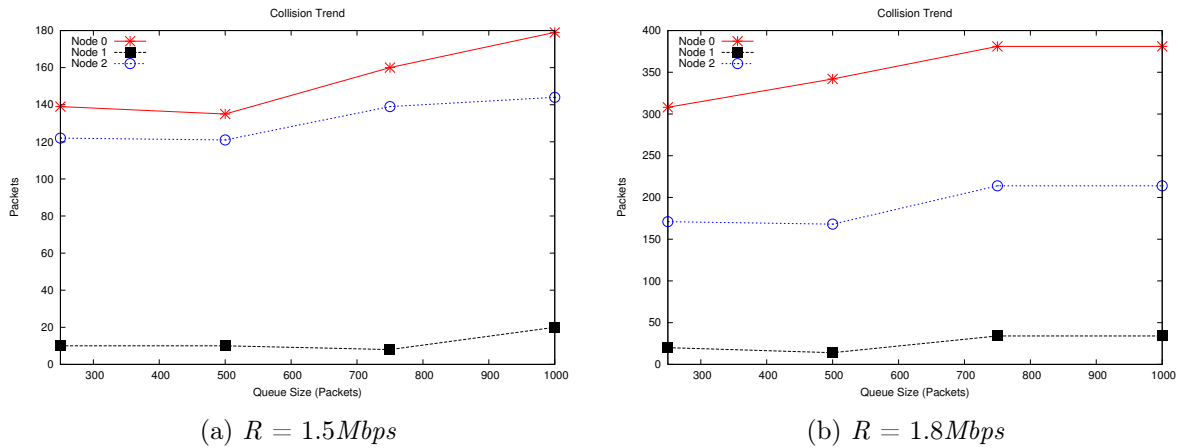 Collision Trend
180
160
140
120
100
80
60
40
20
0
Packets
Node 0
Node 1
Node 2
300 400 500 600 700 800 900 1000
Queue Size (Packets)
(a) R = 1.5Mbps
Collision Trend
400
350
300
250
200
150
100
50
0
Packets
Node 0
Node 1
Node 2
300 400 500 600 700 800 900 1000
Queue Size (Packets)
(b) R = 1.8Mbps